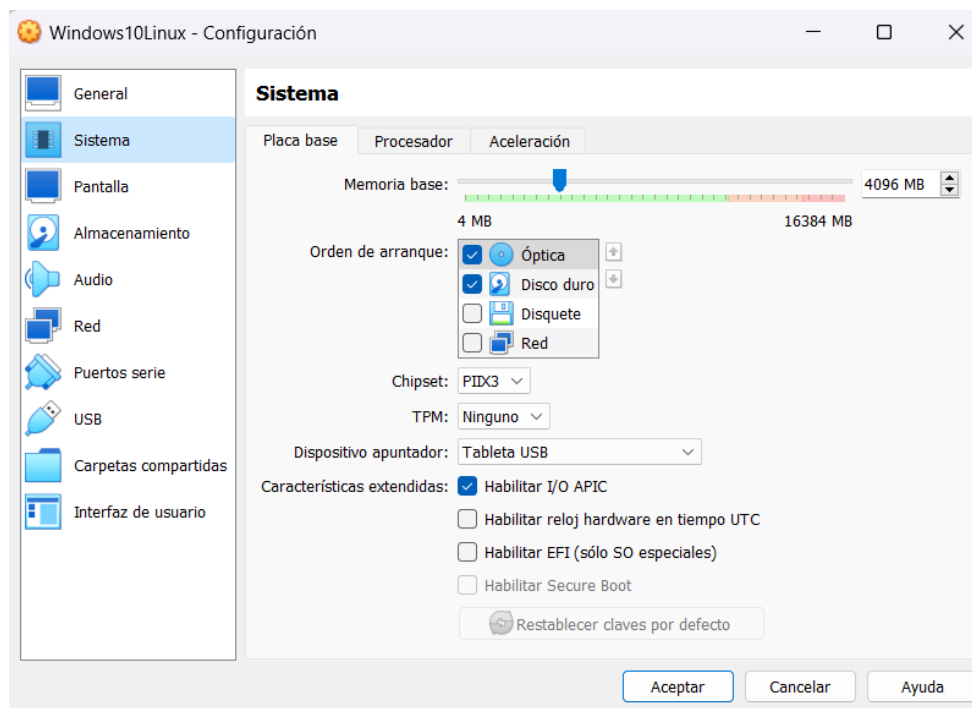 Windows10Linux - Configuración
General
Sistema
Pantalla
Almacenamiento
Audio
Red
Puertos serie
USB
Carpetas compartidas
Interfaz de usuario
Sistema
Placa base Procesador Aceleración
Memoria base: 4096 MB
4 MB 16384 MB
Orden de arranque: Óptica
Disco duro
Disquete
Red
Chipset: PIIX3
TPM: Ninguno
Dispositivo apuntador: Tableta USB
Características extendidas: Habilitar I/O APIC
Habilitar reloj hardware en tiempo UTC
Habilitar EFI (sólo SO especiales)
Habilitar Secure Boot
Restablecer claves por defecto
Aceptar Cancelar Ayuda